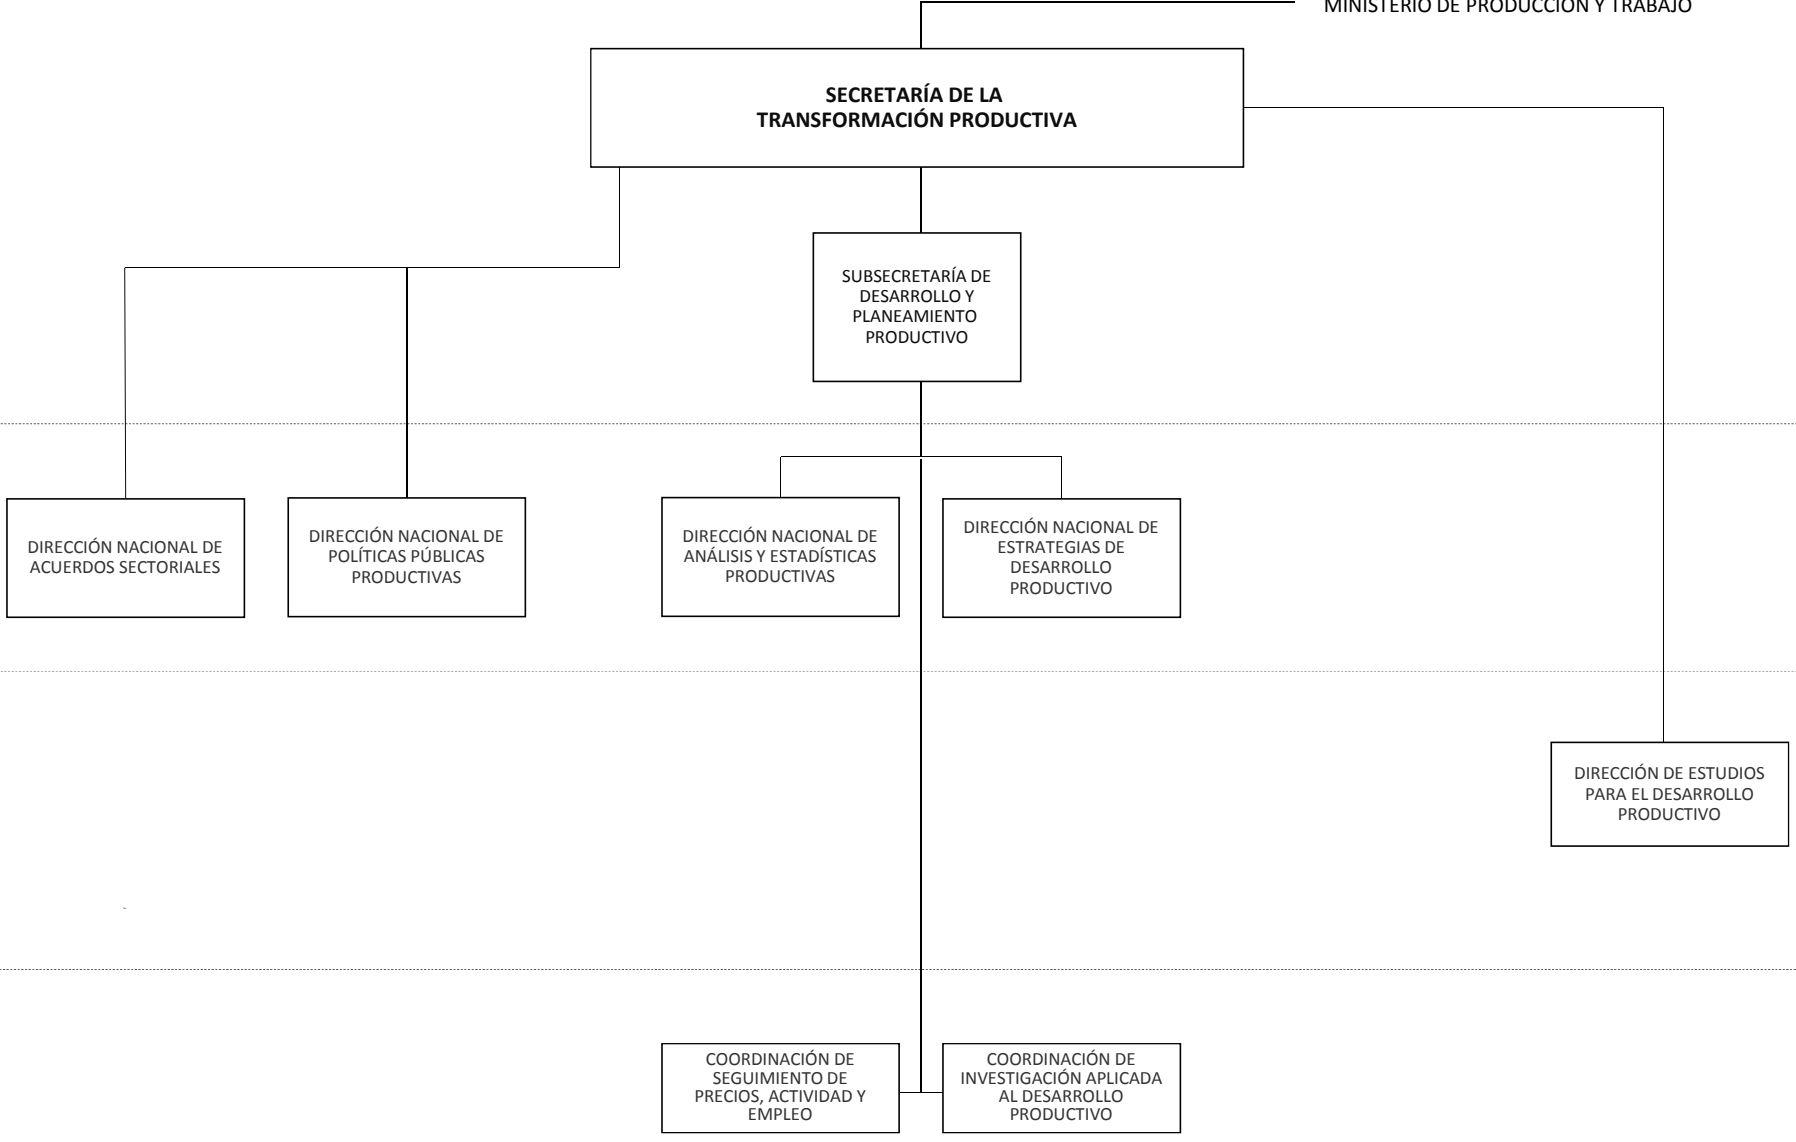 MINISTERIO DE PRODUCCIÓN Y TRABAJO
SECRETARÍA DE LA
TRANSFORMACIÓN PRODUCTIVA
SUBSECRETARÍA DE
DESARROLLO Y
PLANEAMIENTO
PRODUCTIVO
DIRECCIÓN NACIONAL DE
ACUERDOS SECTORIALES
DIRECCIÓN NACIONAL DE
POLÍTICAS PÚBLICAS
PRODUCTIVAS
DIRECCIÓN NACIONAL DE
ANÁLISIS Y ESTADÍSTICAS
PRODUCTIVAS
DIRECCIÓN NACIONAL DE
ESTRATEGIAS DE
DESARROLLO
PRODUCTIVO
DIRECCIÓN DE ESTUDIOS
PARA EL DESARROLLO
PRODUCTIVO
COORDINACIÓN DE
SEGUIMIENTO DE
PRECIOS, ACTIVIDAD Y
EMPLEO
COORDINACIÓN DE
INVESTIGACIÓN APLICADA
AL DESARROLLO
PRODUCTIVO